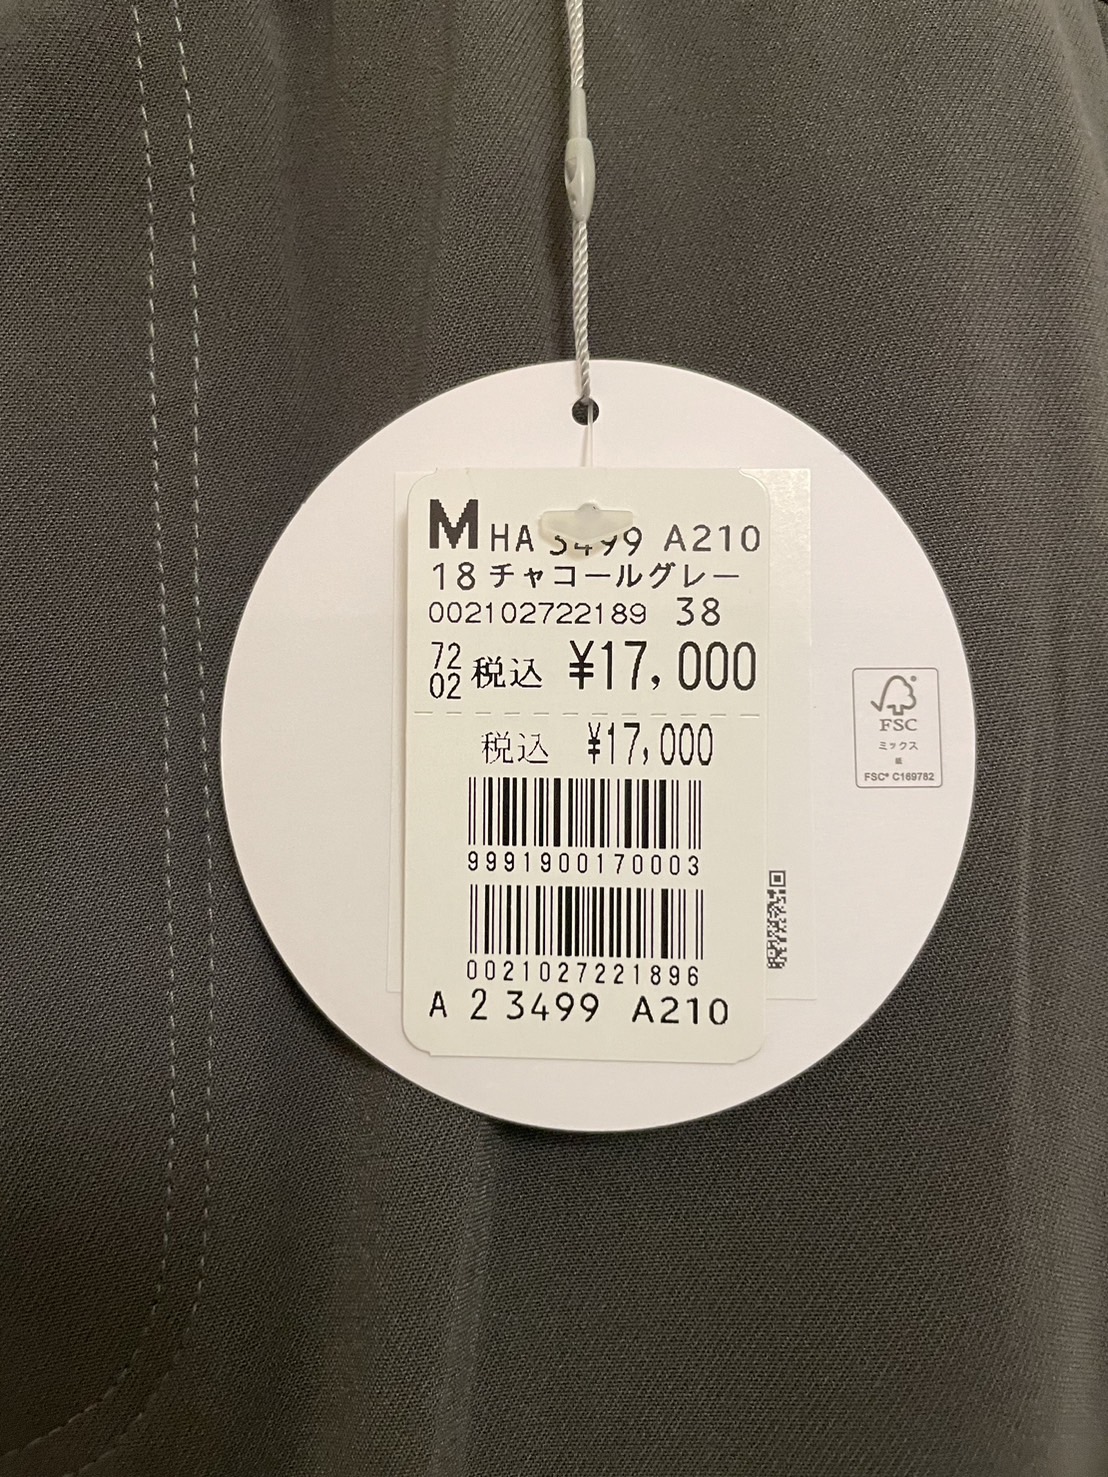 M HA 3499 A210
18 チャコールグレー
002102722189 38
72
02 税込 ¥17,000
税込 ¥17,000
9991900170003
0021027221896
A 2 3499 A210
FSC
ミックス
紙
FSC® C169782